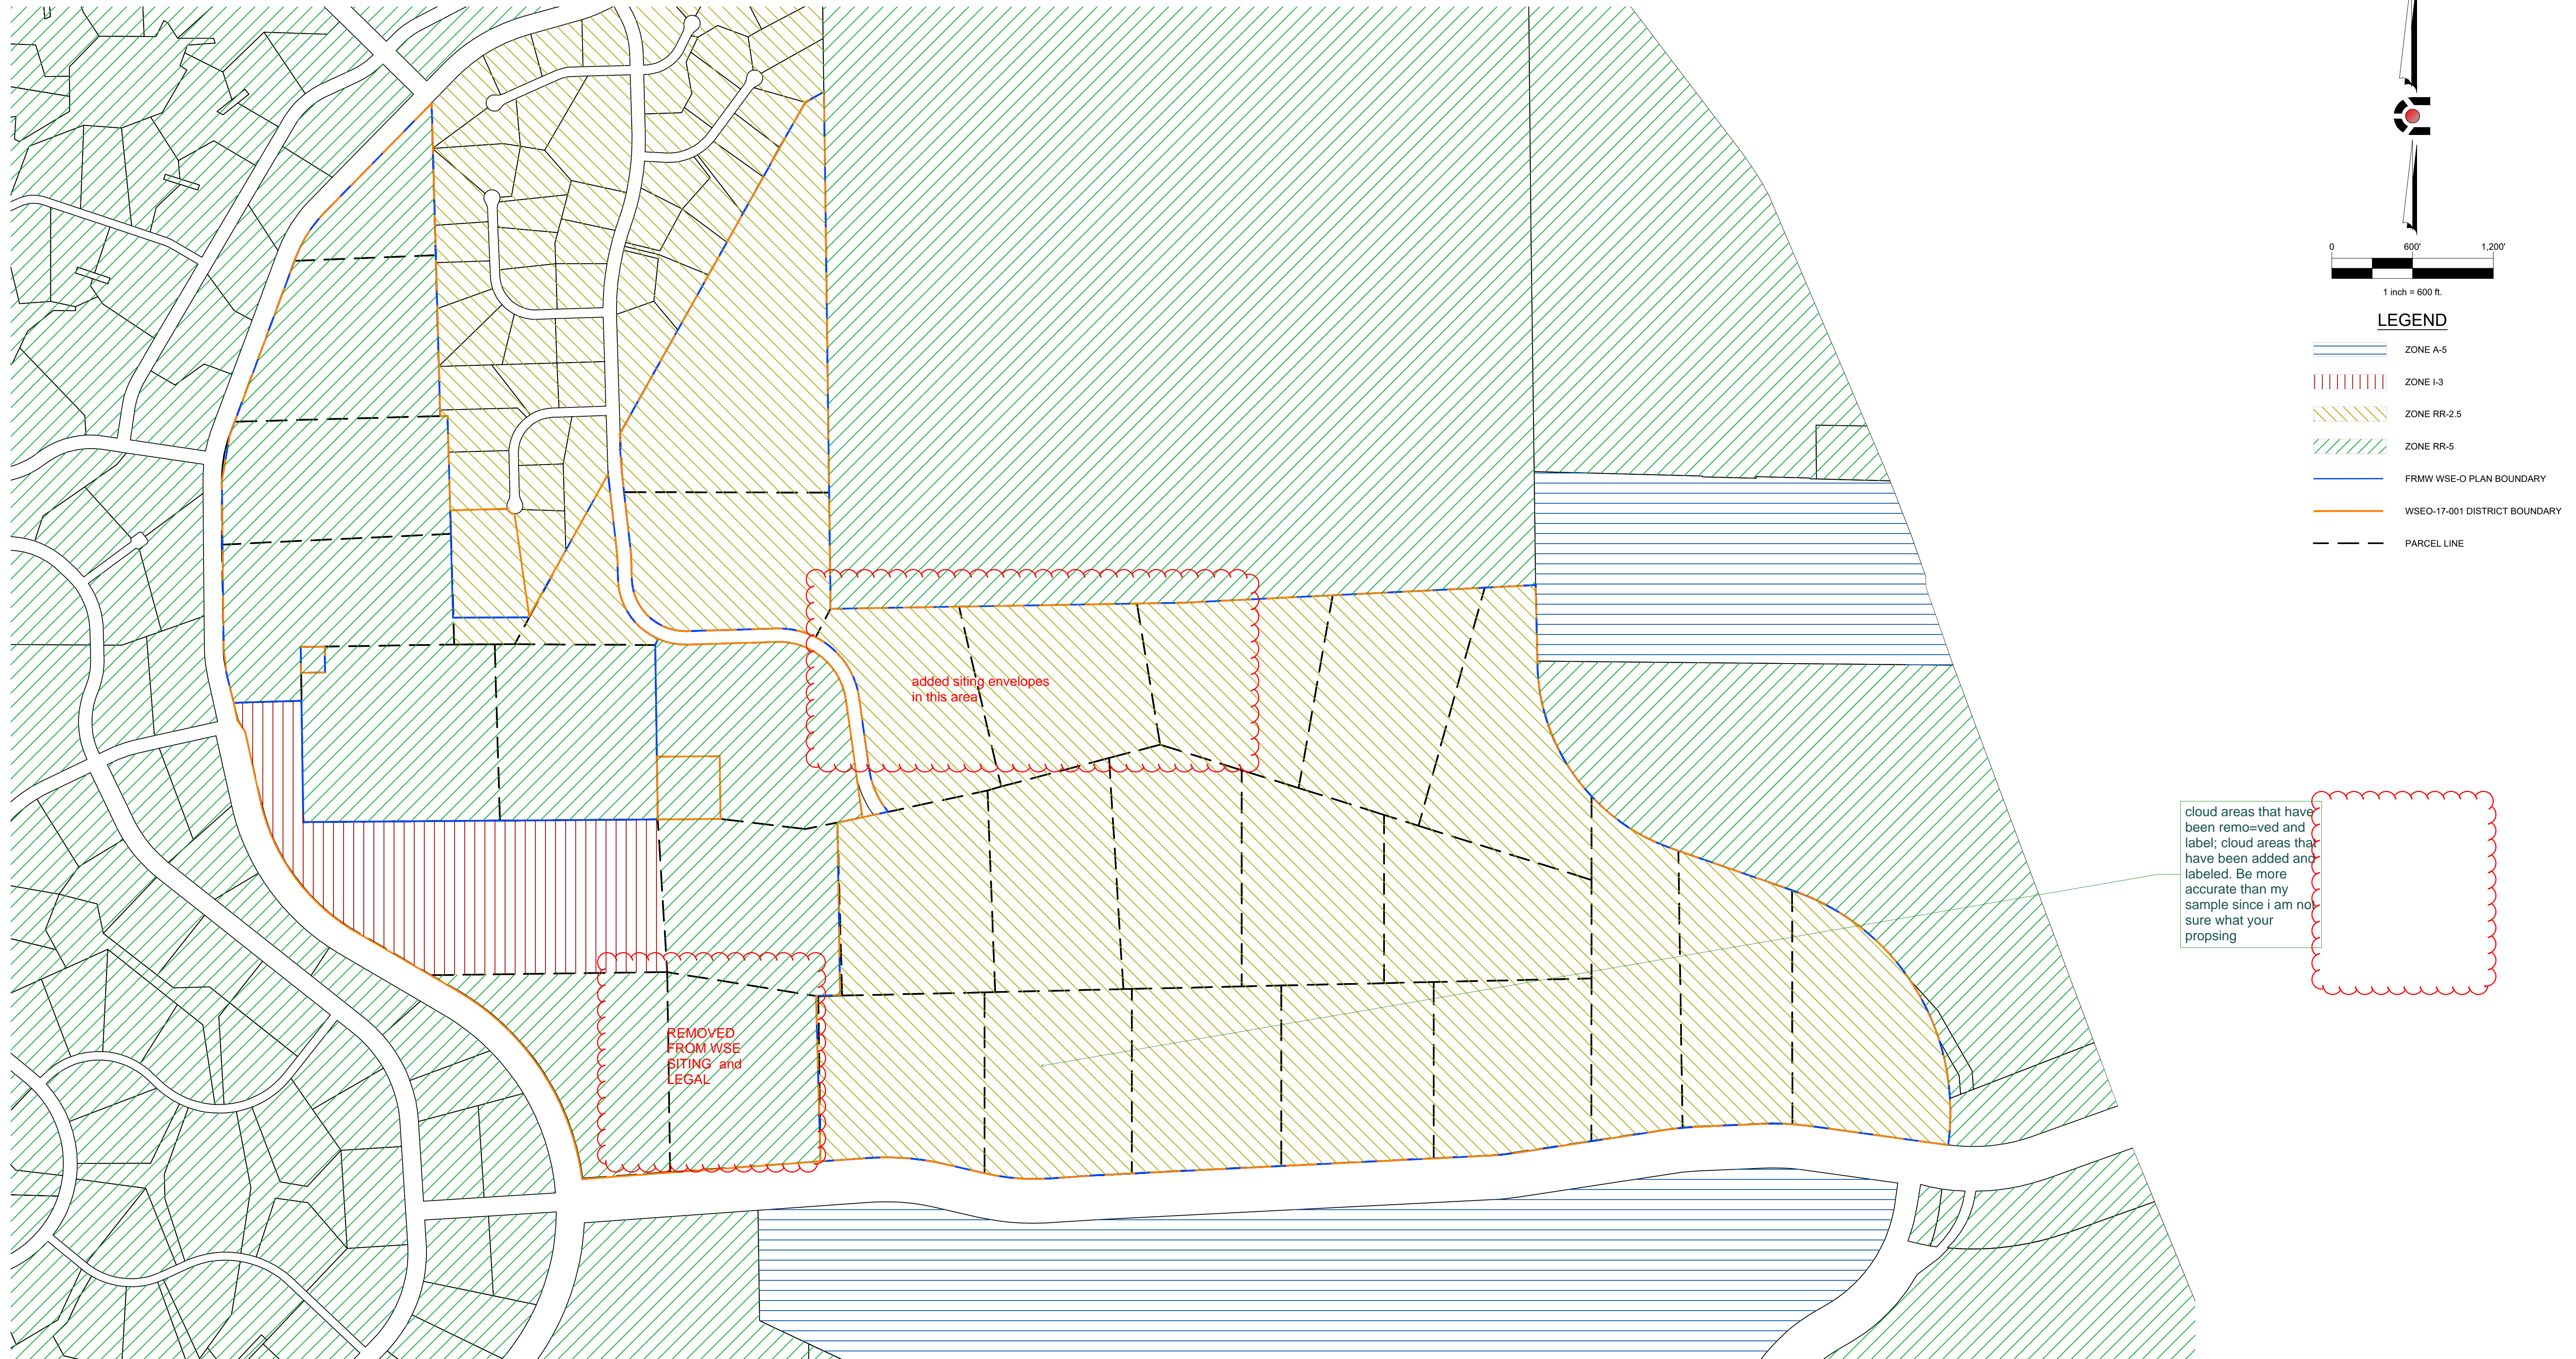 0 600' 1,200'
1 inch = 600 ft.
LEGEND
ZONE A-5
ZONE I-3
ZONE RR-2.5
ZONE RR-5
FRMW WSE-O PLAN BOUNDARY
WSEO-17-001 DISTRICT BOUNDARY
PARCEL LINE
added siting envelopes
in this area
cloud areas that have
been remo=ved and
label; cloud areas that
have been added and
labeled. Be more
accurate than my
sample since i am not
sure what your
propsing
REMOVED
FROM WSE
SITING and
LEGAL